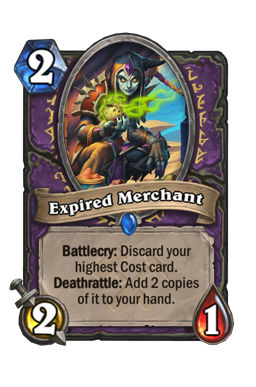 2
Expired Merchant
Battlecry: Discard your
highest Cost card.
Deathrattle: Add 2 copies
of it to your hand.
2
1